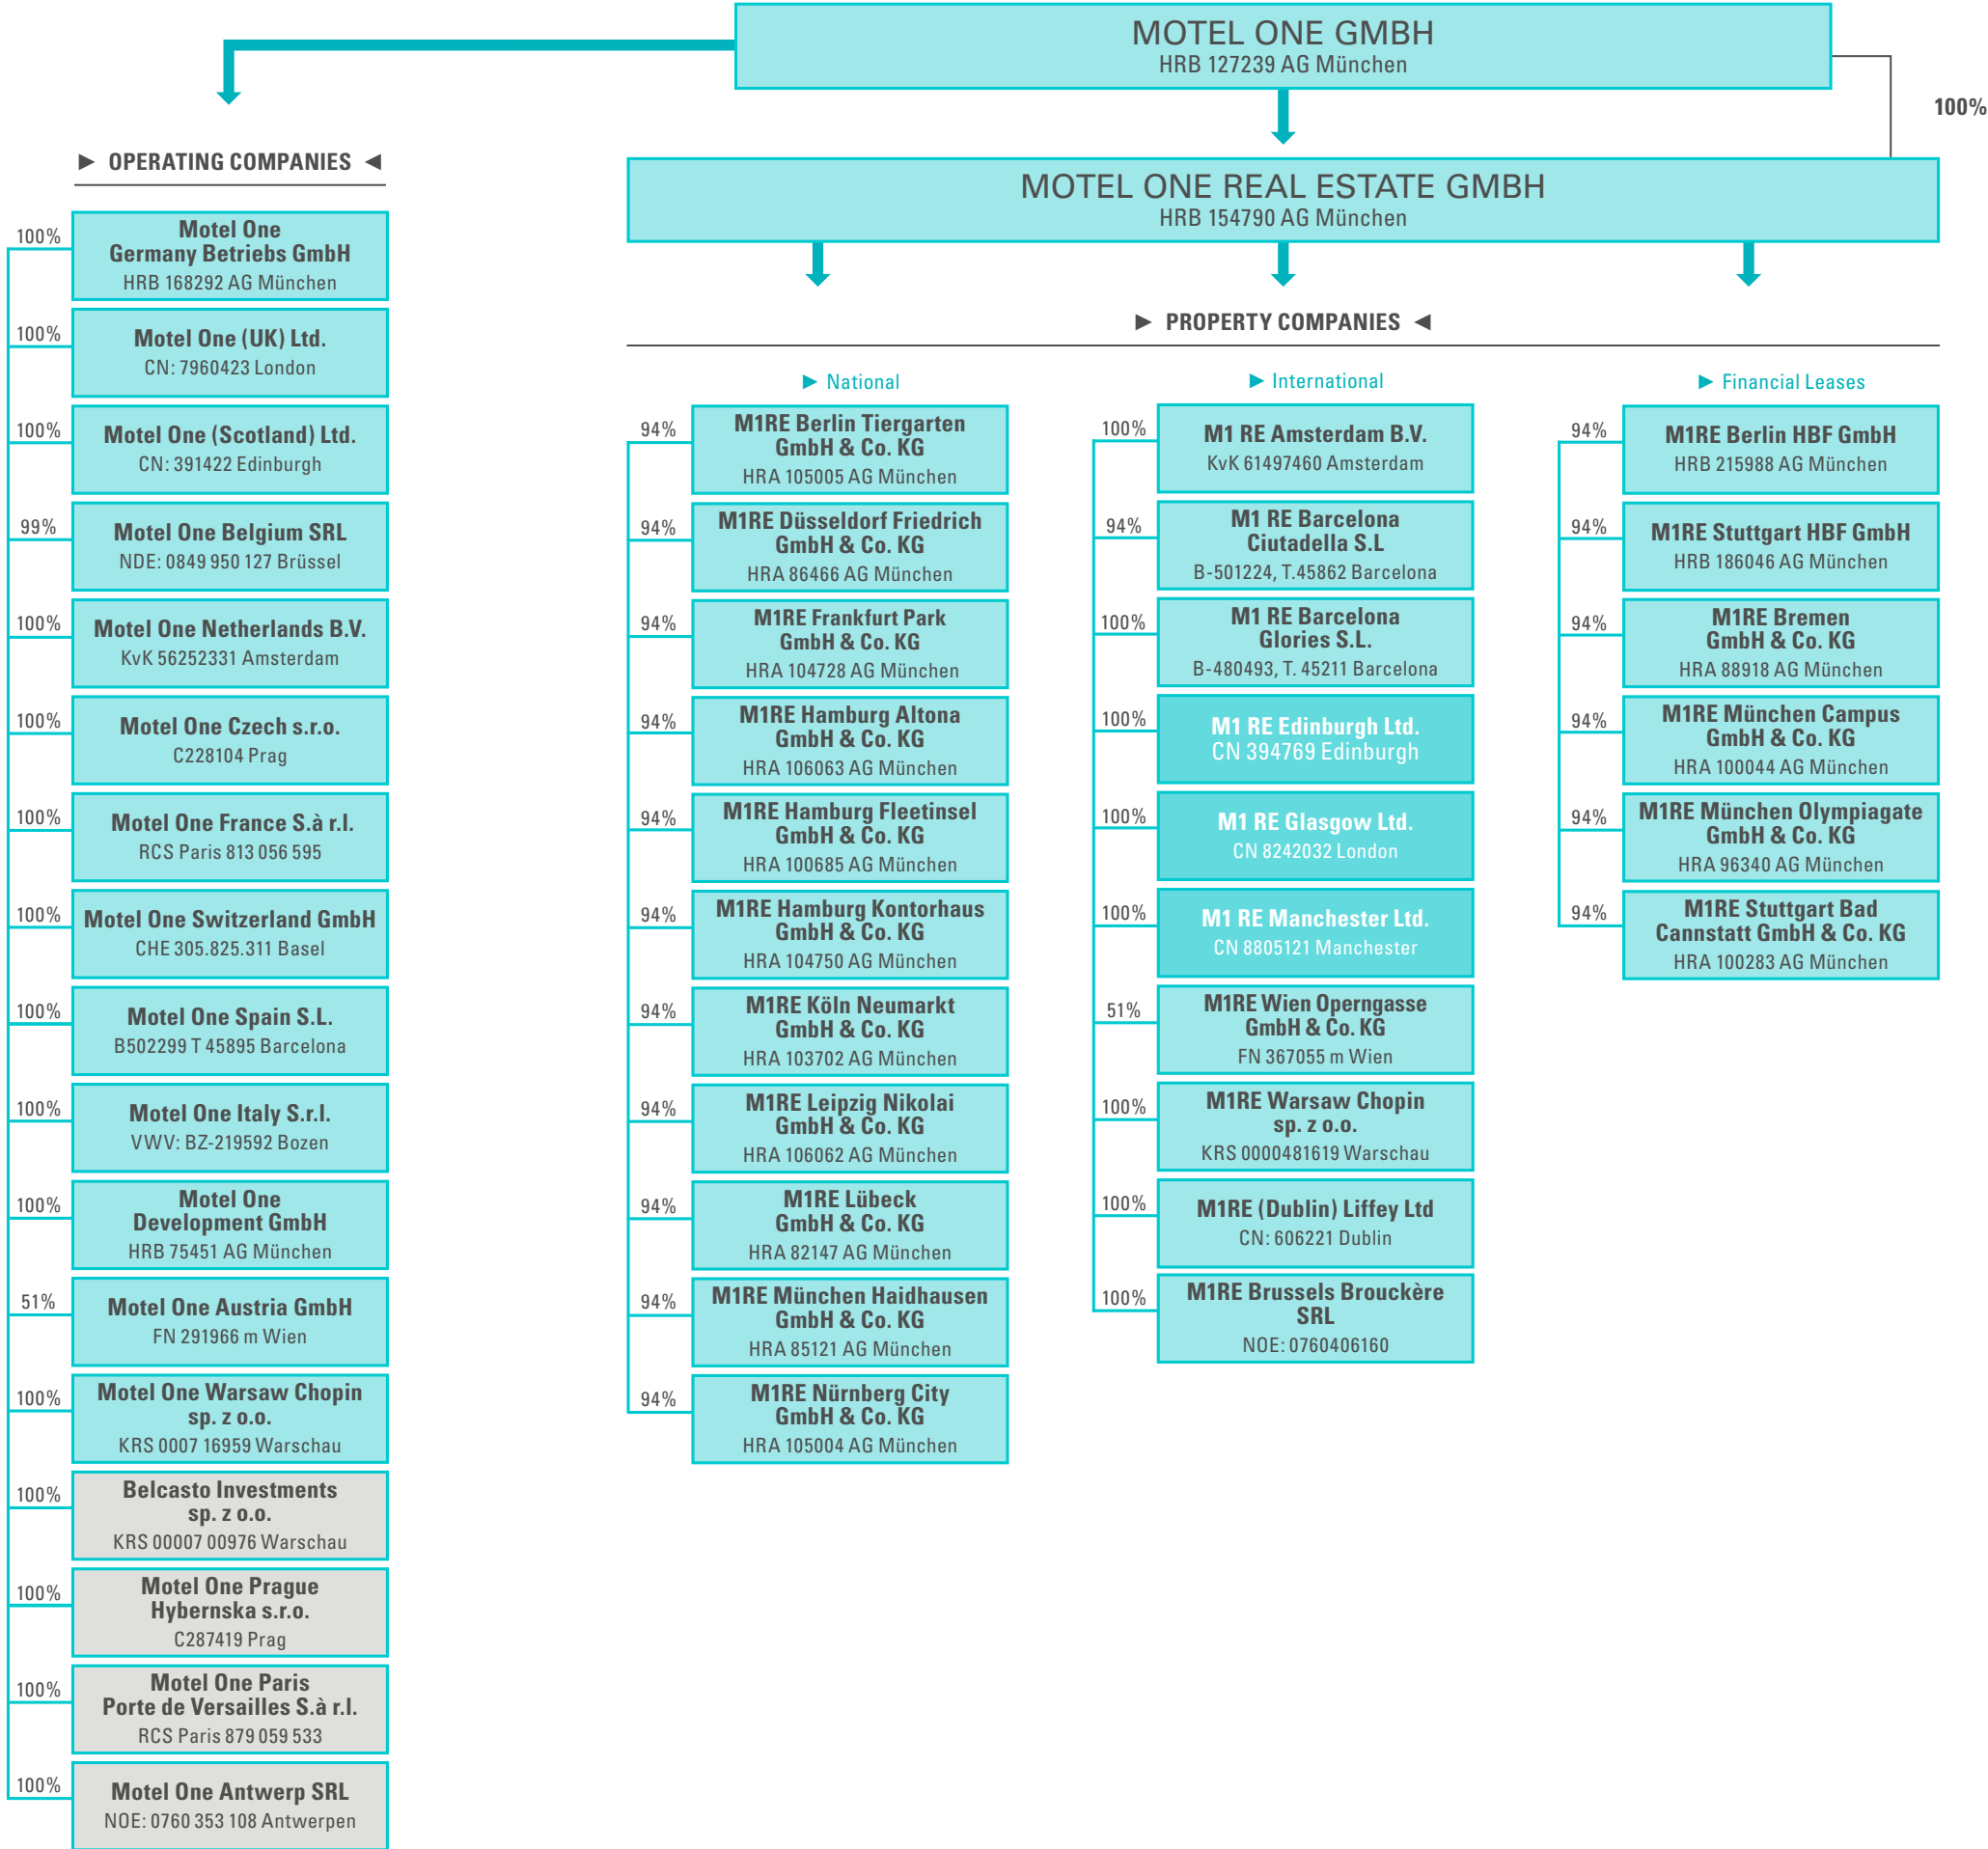 MOTEL ONE GMBH
HRB 127239 AG München
100%
► OPERATING COMPANIES ◄
MOTEL ONE REAL ESTATE GMBH
HRB 154790 AG München
100%
Motel One
Germany Betriebs GmbH
HRB 168292 AG München
100%
Motel One (UK) Ltd.
CN: 7960423 London
100%
Motel One (Scotland) Ltd.
CN: 391422 Edinburgh
99%
Motel One Belgium SRL
NDE: 0849 950 127 Brüssel
100%
Motel One Netherlands B.V.
KvK 56252331 Amsterdam
100%
Motel One Czech s.r.o.
C228104 Prag
100%
Motel One France S.à r.l.
RCS Paris 813 056 595
100%
Motel One Switzerland GmbH
CHE 305.825.311 Basel
100%
Motel One Spain S.L.
B502299 T 45895 Barcelona
100%
Motel One Italy S.r.l.
VWV: BZ-219592 Bozen
100%
Motel One
Development GmbH
HRB 75451 AG München
51%
Motel One Austria GmbH
FN 291966 m Wien
100%
Motel One Warsaw Chopin
sp. z o.o.
KRS 0007 16959 Warschau
100%
Belcasto Investments
sp. z o.o.
KRS 00007 00976 Warschau
100%
Motel One Prague
Hybernska s.r.o.
C287419 Prag
100%
Motel One Paris
Porte de Versailles S.à r.l.
RCS Paris 879 059 533
100%
Motel One Antwerp SRL
NOE: 0760 353 108 Antwerpen
► PROPERTY COMPANIES ◄
► National
94%
M1RE Berlin Tiergarten
GmbH & Co. KG
HRA 105005 AG München
94%
M1RE Düsseldorf Friedrich
GmbH & Co. KG
HRA 86466 AG München
94%
M1RE Frankfurt Park
GmbH & Co. KG
HRA 104728 AG München
94%
M1RE Hamburg Altona
GmbH & Co. KG
HRA 106063 AG München
94%
M1RE Hamburg Fleetinsel
GmbH & Co. KG
HRA 100685 AG München
94%
M1RE Hamburg Kontorhaus
GmbH & Co. KG
HRA 104750 AG München
94%
M1RE Köln Neumarkt
GmbH & Co. KG
HRA 103702 AG München
94%
M1RE Leipzig Nikolai
GmbH & Co. KG
HRA 106062 AG München
94%
M1RE Lübeck
GmbH & Co. KG
HRA 82147 AG München
94%
M1RE München Haidhausen
GmbH & Co. KG
HRA 85121 AG München
94%
M1RE Nürnberg City
GmbH & Co. KG
HRA 105004 AG München
► International
100%
M1 RE Amsterdam B.V.
KvK 61497460 Amsterdam
94%
M1 RE Barcelona
Ciutadella S.L
B-501224, T.45862 Barcelona
100%
M1 RE Barcelona
Glories S.L.
B-480493, T. 45211 Barcelona
100%
M1 RE Edinburgh Ltd.
CN 394769 Edinburgh
100%
M1 RE Glasgow Ltd.
CN 8242032 London
100%
M1 RE Manchester Ltd.
CN 8805121 Manchester
51%
M1RE Wien Operngasse
GmbH & Co. KG
FN 367055 m Wien
100%
M1RE Warsaw Chopin
sp. z o.o.
KRS 0000481619 Warschau
100%
M1RE (Dublin) Liffey Ltd
CN: 606221 Dublin
100%
M1RE Brussels Brouckère
SRL
NOE: 0760406160
► Financial Leases
94%
M1RE Berlin HBF GmbH
HRB 215988 AG München
94%
M1RE Stuttgart HBF GmbH
HRB 186046 AG München
94%
M1RE Bremen
GmbH & Co. KG
HRA 88918 AG München
94%
M1RE München Campus
GmbH & Co. KG
HRA 100044 AG München
94%
M1RE München Olympiagate
GmbH & Co. KG
HRA 96340 AG München
94%
M1RE Stuttgart Bad
Cannstatt GmbH & Co. KG
HRA 100283 AG München